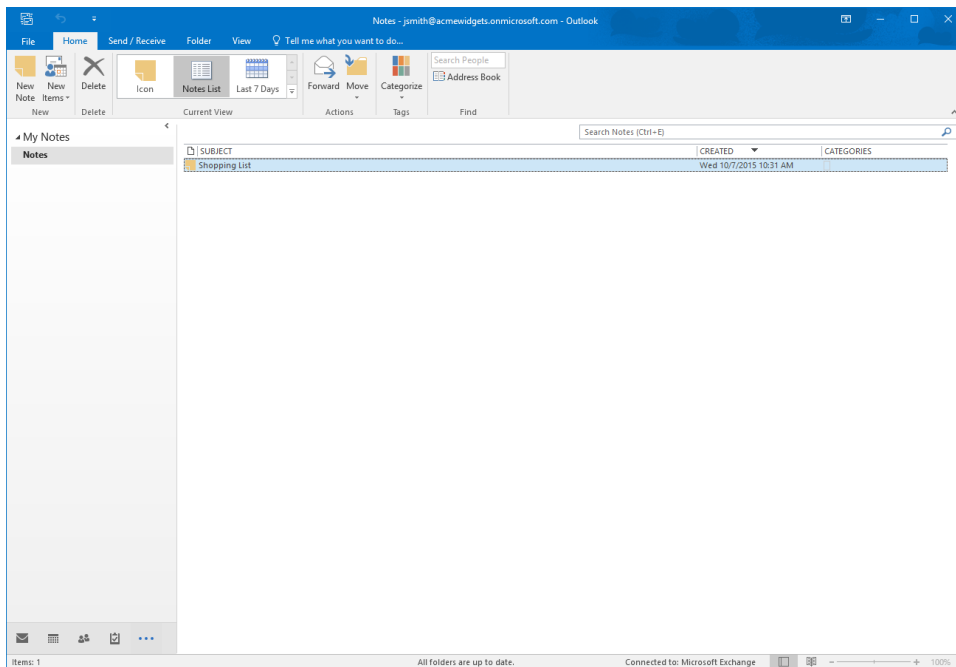 Notes - jsmith@acmewidgets.onmicrosoft.com - Outlook
File Home Send / Receive Folder View Tell me what you want to do...
New Note
New Items
Delete
Icon
Notes List
Last 7 Days
Forward
Move
Categorize
Search People
Address Book
New Delete Current View Actions Tags Find
My Notes
Notes
Search Notes (Ctrl+E)
SUBJECT CREATED CATEGORIES
Shopping List Wed 10/7/2015 10:31 AM
Items: 1 All folders are up to date. Connected to: Microsoft Exchange 100%